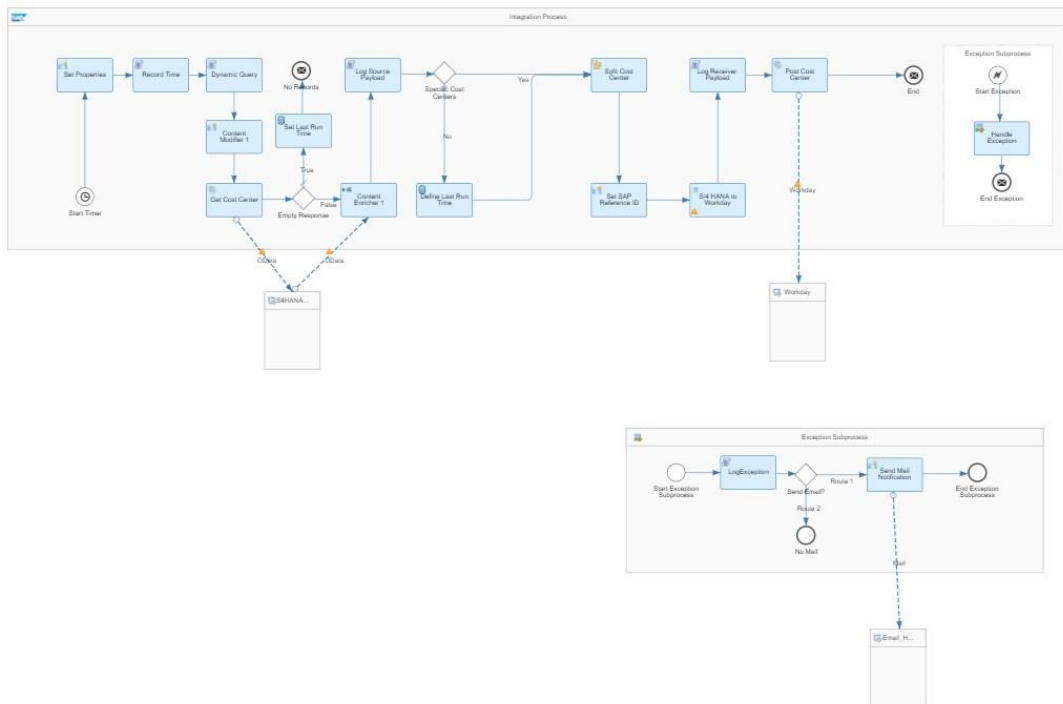 SAP
Integration Process
Set Properties
Record Time
Dynamic Query
No Records
Log Source
Payload
Specific Cost
Centers
Yes
Split Cost
Center
Log Receiver
Payload
Post Cost
Center
End
Exception Subprocess
Start Exception
Handle
Exception
End Exception
Content
Modifier 1
Set Last Run
Time
True
No
Start Timer
Get Cost Center
Empty Response
False
Content
Enricher 1
Define Last Run
Time
Set SAP
Reference ID
S/4 HANA to
Workday
Workday
OData
OData
S4HANA...
Workday
Exception Subprocess
Start Exception
Subprocess
LogException
Send Email?
Route 1
Route 2
No Mail
Send Mail
Notification
End Exception
Subprocess
Mail
Email_H...